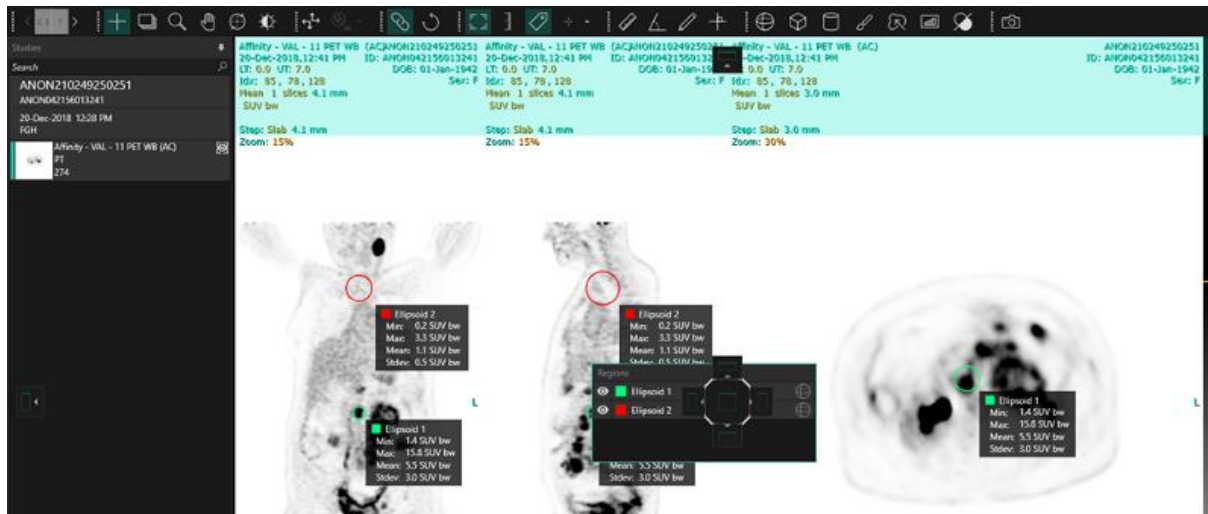 Studies
Search
ANON210249250251
ANON042156013241
20-Dec-2018 12:28 PM
FGH
Affinity - VAL - 11 PET WB (AC)
PT
274
Affinity - VAL - 11 PET WB (AC)
ANON210249250251
20-Dec-2018,12:41 PM ID: ANON042156013241
LT: 0.0 UT: 7.0 DOB: 01-Jan-1942
Idx: 85, 78, 128 Sex: F
Mean 1 slices 4.1 mm
SUV bw
Step: Slab 4.1 mm
Zoom: 15%
Affinity - VAL - 11 PET WB (AC)
20-Dec-2018,12:41 PM ID: ANON042156013241
LT: 0.0 UT: 7.0
Idx: 85, 78, 128 Sex: F
Mean 1 slices 4.1 mm
SUV bw
Step: Slab 4.1 mm
Zoom: 15%
Affinity - VAL - 11 PET WB (AC)
ANON210249250251
ID: ANON042156013241
0.0 UT: 7.0 DOB: 01-Jan-1942
Idx: 85, 78, 128 Sex: F
Mean 1 slices 3.0 mm
SUV bw
Step: Slab 3.0 mm
Zoom: 30%
Ellipsoid 2
Min: 0.2 SUV bw
Max: 3.3 SUV bw
Mean: 1.1 SUV bw
Stdev: 0.5 SUV bw
L
Ellipsoid 1
Min: 1.4 SUV bw
Max: 15.8 SUV bw
Mean: 5.5 SUV bw
Stdev: 3.0 SUV bw
Ellipsoid 2
Min: 0.2 SUV bw
Max: 3.3 SUV bw
Mean: 1.1 SUV bw
Stdev: 0.5 SUV bw
Regions
Ellipsoid 1
Ellipsoid 2
Mean: 5.5 SUV bw
Stdev: 3.0 SUV bw
Ellipsoid 1
Min: 1.4 SUV bw
Max: 15.8 SUV bw
Mean: 5.5 SUV bw
Stdev: 3.0 SUV bw
L